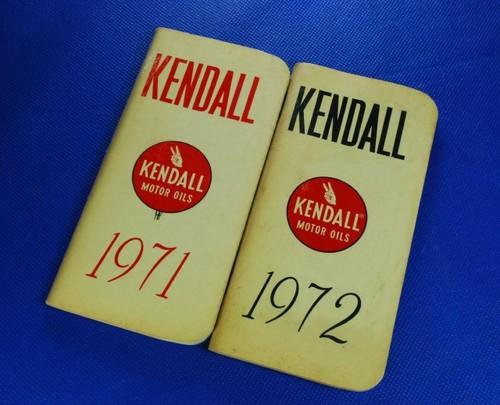 KENDALL
KENDALL
MOTOR OILS
1971
KENDALL
KENDALL
MOTOR OILS
1972